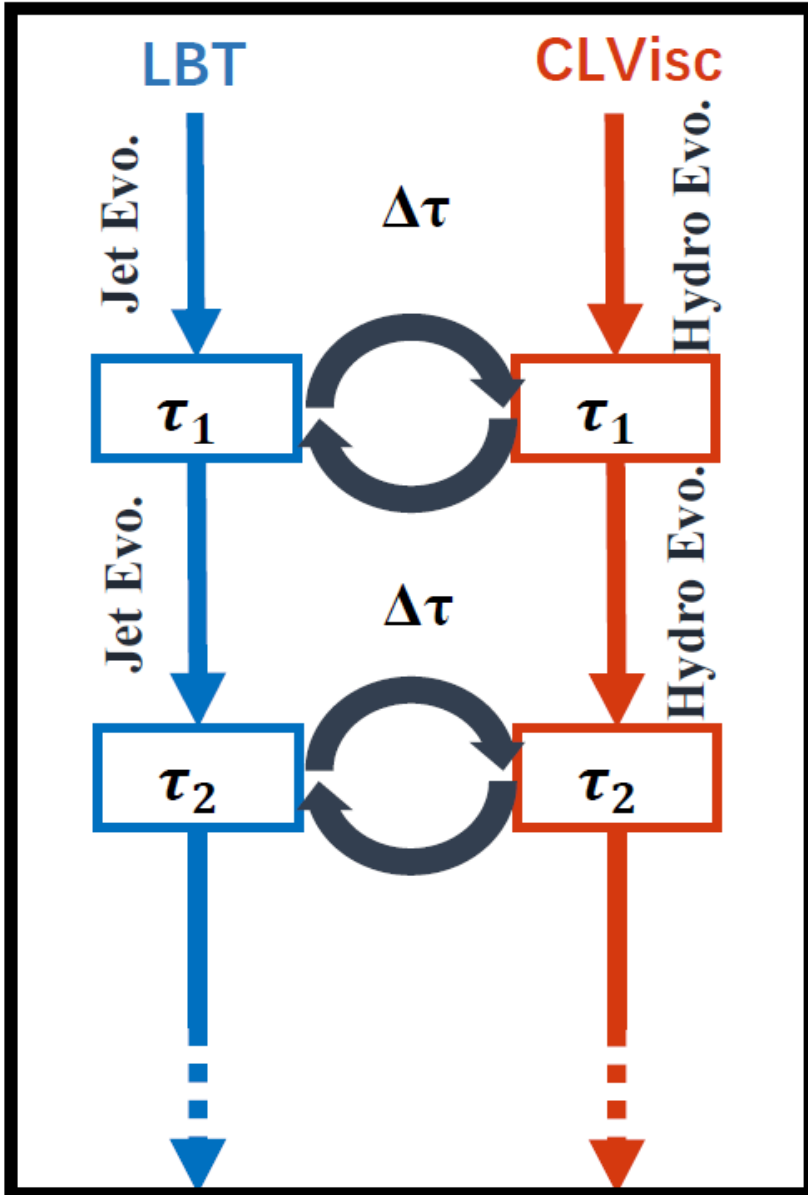 LBT
CLVisc
Jet Evo.
Δτ
Hydro Evo.
τ₁
τ₁
Jet Evo.
Δτ
Hydro Evo.
τ₂
τ₂